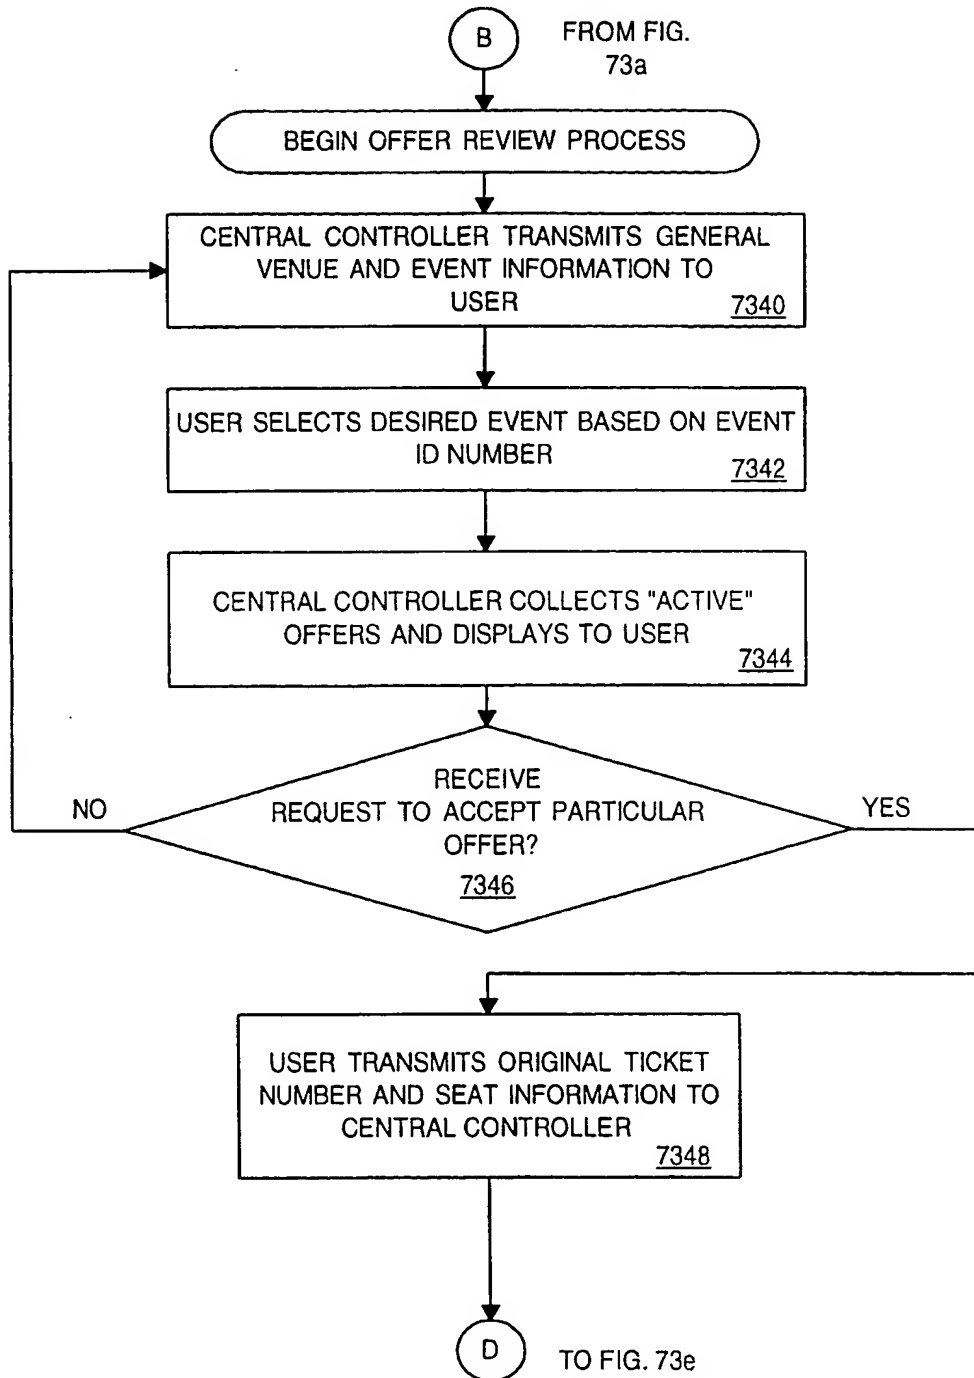 B
FROM FIG.
73a
BEGIN OFFER REVIEW PROCESS
CENTRAL CONTROLLER TRANSMITS GENERAL
VENUE AND EVENT INFORMATION TO
USER
7340
USER SELECTS DESIRED EVENT BASED ON EVENT
ID NUMBER
7342
CENTRAL CONTROLLER COLLECTS "ACTIVE"
OFFERS AND DISPLAYS TO USER
7344
NO
RECEIVE
REQUEST TO ACCEPT PARTICULAR
OFFER?
7346
YES
USER TRANSMITS ORIGINAL TICKET
NUMBER AND SEAT INFORMATION TO
CENTRAL CONTROLLER
7348
D
TO FIG. 73e